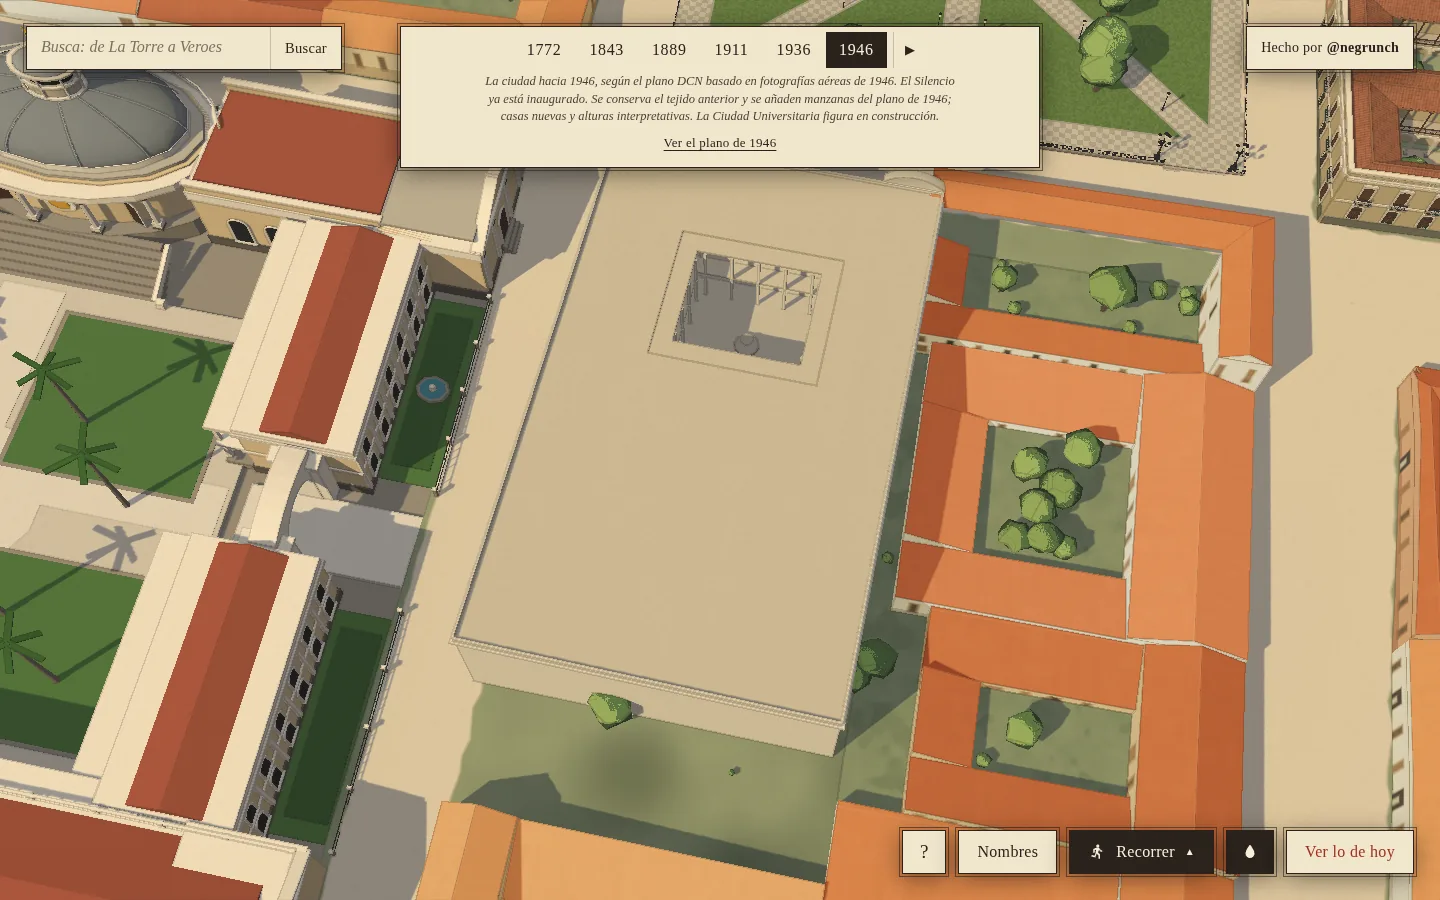 Busca: de La Torre a Veroes
Buscar
1772 1843 1889 1911 1936 1946 ▶
La ciudad hacia 1946, según el plano DCN basado en fotografías aéreas de 1946. El Silencio
ya está inaugurado. Se conserva el tejido anterior y se añaden manzanas del plano de 1946;
casas nuevas y alturas interpretativas. La Ciudad Universitaria figura en construcción.
Ver el plano de 1946
Hecho por @negrunch
?
Nombres
Recorrer ▲
Ver lo de hoy